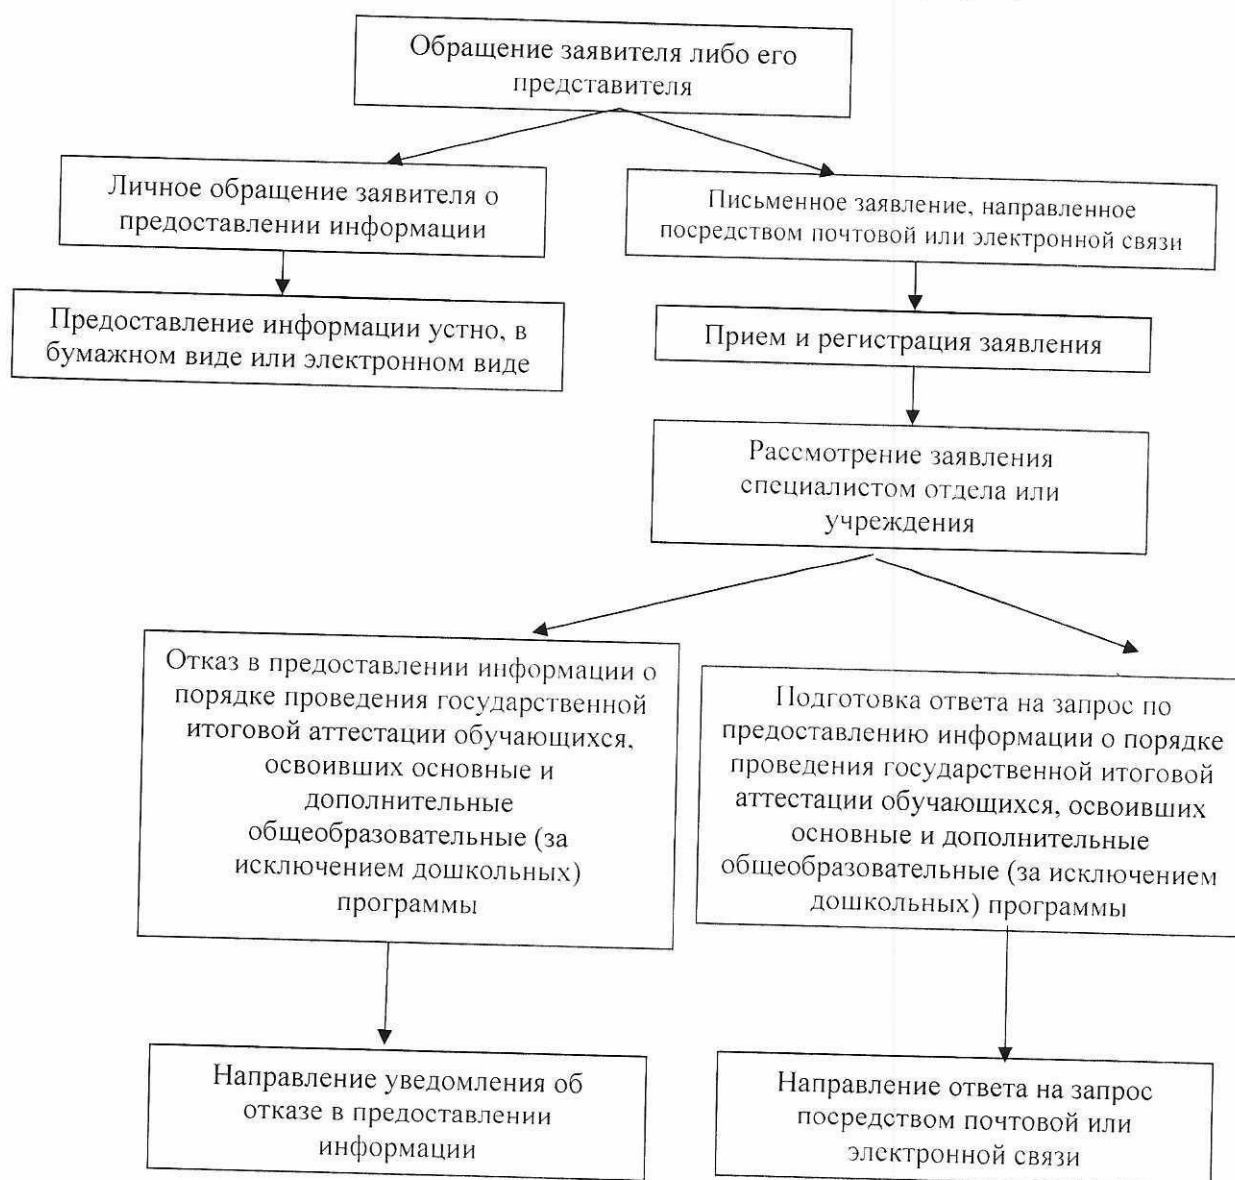 Обращение заявителя либо его
представителя
Личное обращение заявителя о
предоставлении информации
Письменное заявление, направленное
посредством почтовой или электронной связи
Предоставление информации устно, в
бумажном виде или электронном виде
Прием и регистрация заявления
Рассмотрение заявления
специалистом отдела или
учреждения
Отказ в предоставлении информации о
порядке проведения государственной
итоговой аттестации обучающихся,
освоивших основные и
дополнительные
общеобразовательные (за
исключением дошкольных)
программы
Подготовка ответа на запрос по
предоставлению информации о порядке
проведения государственной итоговой
аттестации обучающихся, освоивших
основные и дополнительные
общеобразовательные (за исключением
дошкольных) программы
Направление уведомления об
отказе в предоставлении
информации
Направление ответа на запрос
посредством почтовой или
электронной связи